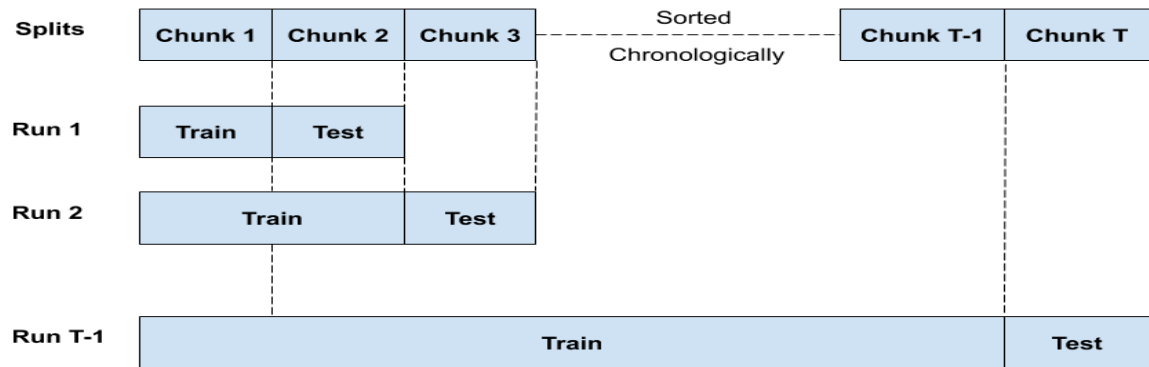 Splits
Chunk 1 Chunk 2 Chunk 3
Sorted
Chronologically
Chunk T-1 Chunk T
Run 1
Train Test
Run 2
Train Test
Run T-1
Train Test